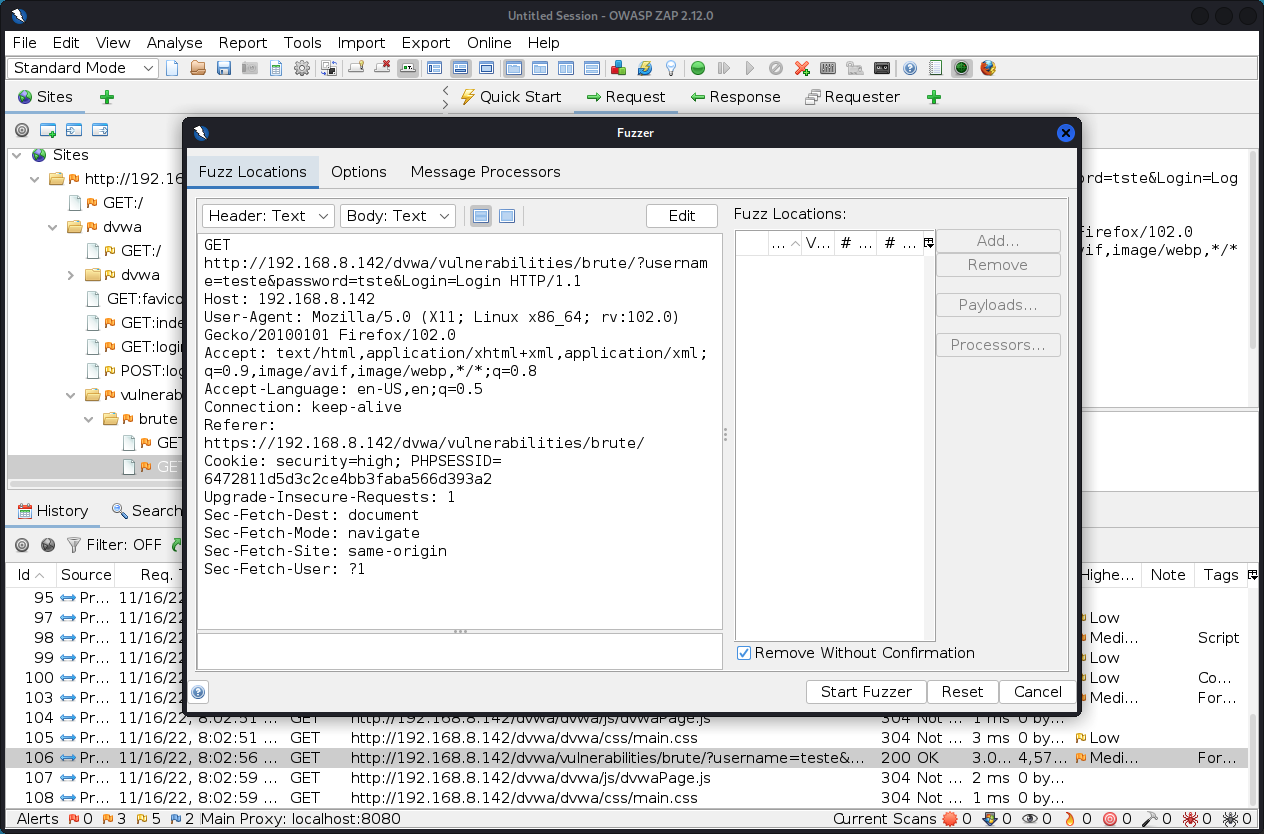 Untitled Session - OWASP ZAP 2.12.0
File Edit View Analyse Report Tools Import Export Online Help
Standard Mode
Sites Quick Start Request Response Requester
Sites
http://192.16
GET:/
dvwa
GET:/
dvwa
GET:favico
GET:inde
GET:login
POST:log
vulnerab
brute
GET
GET
rd=tste&Login=Log
irefox/102.0
if,image/webp,*/*
Fuzzer
Fuzz Locations Options Message Processors
Header: Text Body: Text Edit
GET
http://192.168.8.142/dvwa/vulnerabilities/brute/?usernam
e=teste&password=tste&Login=Login HTTP/1.1
Host: 192.168.8.142
User-Agent: Mozilla/5.0 (X11; Linux x86_64; rv:102.0)
Gecko/20100101 Firefox/102.0
Accept: text/html,application/xhtml+xml,application/xml;
q=0.9,image/avif,image/webp,*/*;q=0.8
Accept-Language: en-US,en;q=0.5
Connection: keep-alive
Referer:
https://192.168.8.142/dvwa/vulnerabilities/brute/
Cookie: security=high; PHPSESSID=
6472811d5d3c2ce4bb3faba566d393a2
Upgrade-Insecure-Requests: 1
Sec-Fetch-Dest: document
Sec-Fetch-Mode: navigate
Sec-Fetch-Site: same-origin
Sec-Fetch-User: ?1
Fuzz Locations:
... V... # ... # ...
Add...
Remove
Payloads...
Processors...
Remove Without Confirmation
Start Fuzzer Reset Cancel
History Search
Filter: OFF
Id Source Req. T Highe... Note Tags
95 Pr... 11/16/22
97 Pr... 11/16/22 Low
98 Pr... 11/16/22 Medi... Script
99 Pr... 11/16/22 Low
100 Pr... 11/16/22 Low Co...
103 Pr... 11/16/22 Medi... For...
104 Pr... 11/16/22, 8:02:51 ... GET http://192.168.8.142/dvwa/dvwa/js/dvwaPage.js 304 Not ... 1 ms 0 by...
105 Pr... 11/16/22, 8:02:51 ... GET http://192.168.8.142/dvwa/dvwa/css/main.css 304 Not ... 3 ms 0 by... Low
106 Pr... 11/16/22, 8:02:56 ... GET http://192.168.8.142/dvwa/vulnerabilities/brute/?username=teste&... 200 OK 3.0... 4,57... Medi... For...
107 Pr... 11/16/22, 8:02:59 ... GET http://192.168.8.142/dvwa/dvwa/js/dvwaPage.js 304 Not ... 2 ms 0 by...
108 Pr... 11/16/22, 8:02:59 ... GET http://192.168.8.142/dvwa/dvwa/css/main.css 304 Not ... 1 ms 0 by...
Alerts 0 3 5 2 Main Proxy: localhost:8080 Current Scans 0 0 0 0 0 0 0 0